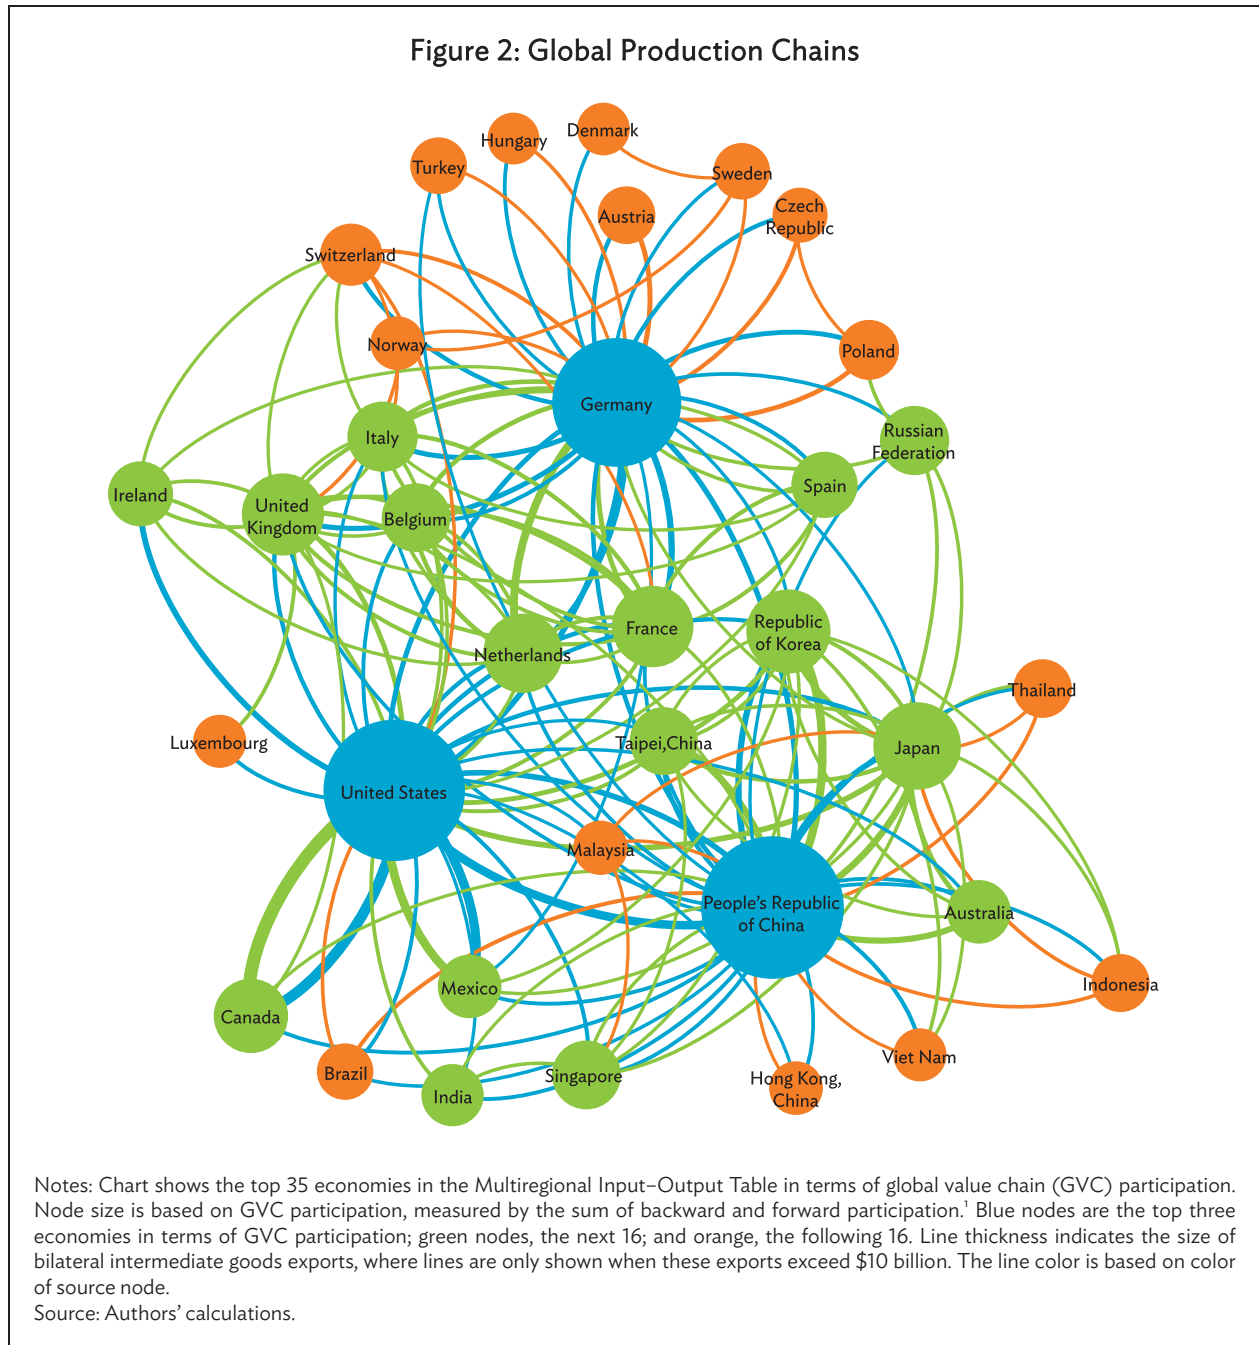 Figure 2: Global Production Chains
Denmark
Hungary
Turkey
Sweden
Austria
Czech
Republic
Switzerland
Norway
Poland
Germany
Italy
Russian
Federation
Spain
Ireland
United
Kingdom
Belgium
France
Republic
of Korea
Netherlands
Thailand
Luxembourg
Taipei,China
Japan
United States
Malaysia
People's Republic
of China
Australia
Mexico
Indonesia
Canada
Viet Nam
Brazil
India
Singapore
Hong Kong,
China
Notes: Chart shows the top 35 economies in the Multiregional Input–Output Table in terms of global value chain (GVC) participation.
Node size is based on GVC participation, measured by the sum of backward and forward participation.¹ Blue nodes are the top three
economies in terms of GVC participation; green nodes, the next 16; and orange, the following 16. Line thickness indicates the size of
bilateral intermediate goods exports, where lines are only shown when these exports exceed $10 billion. The line color is based on color
of source node.
Source: Authors' calculations.